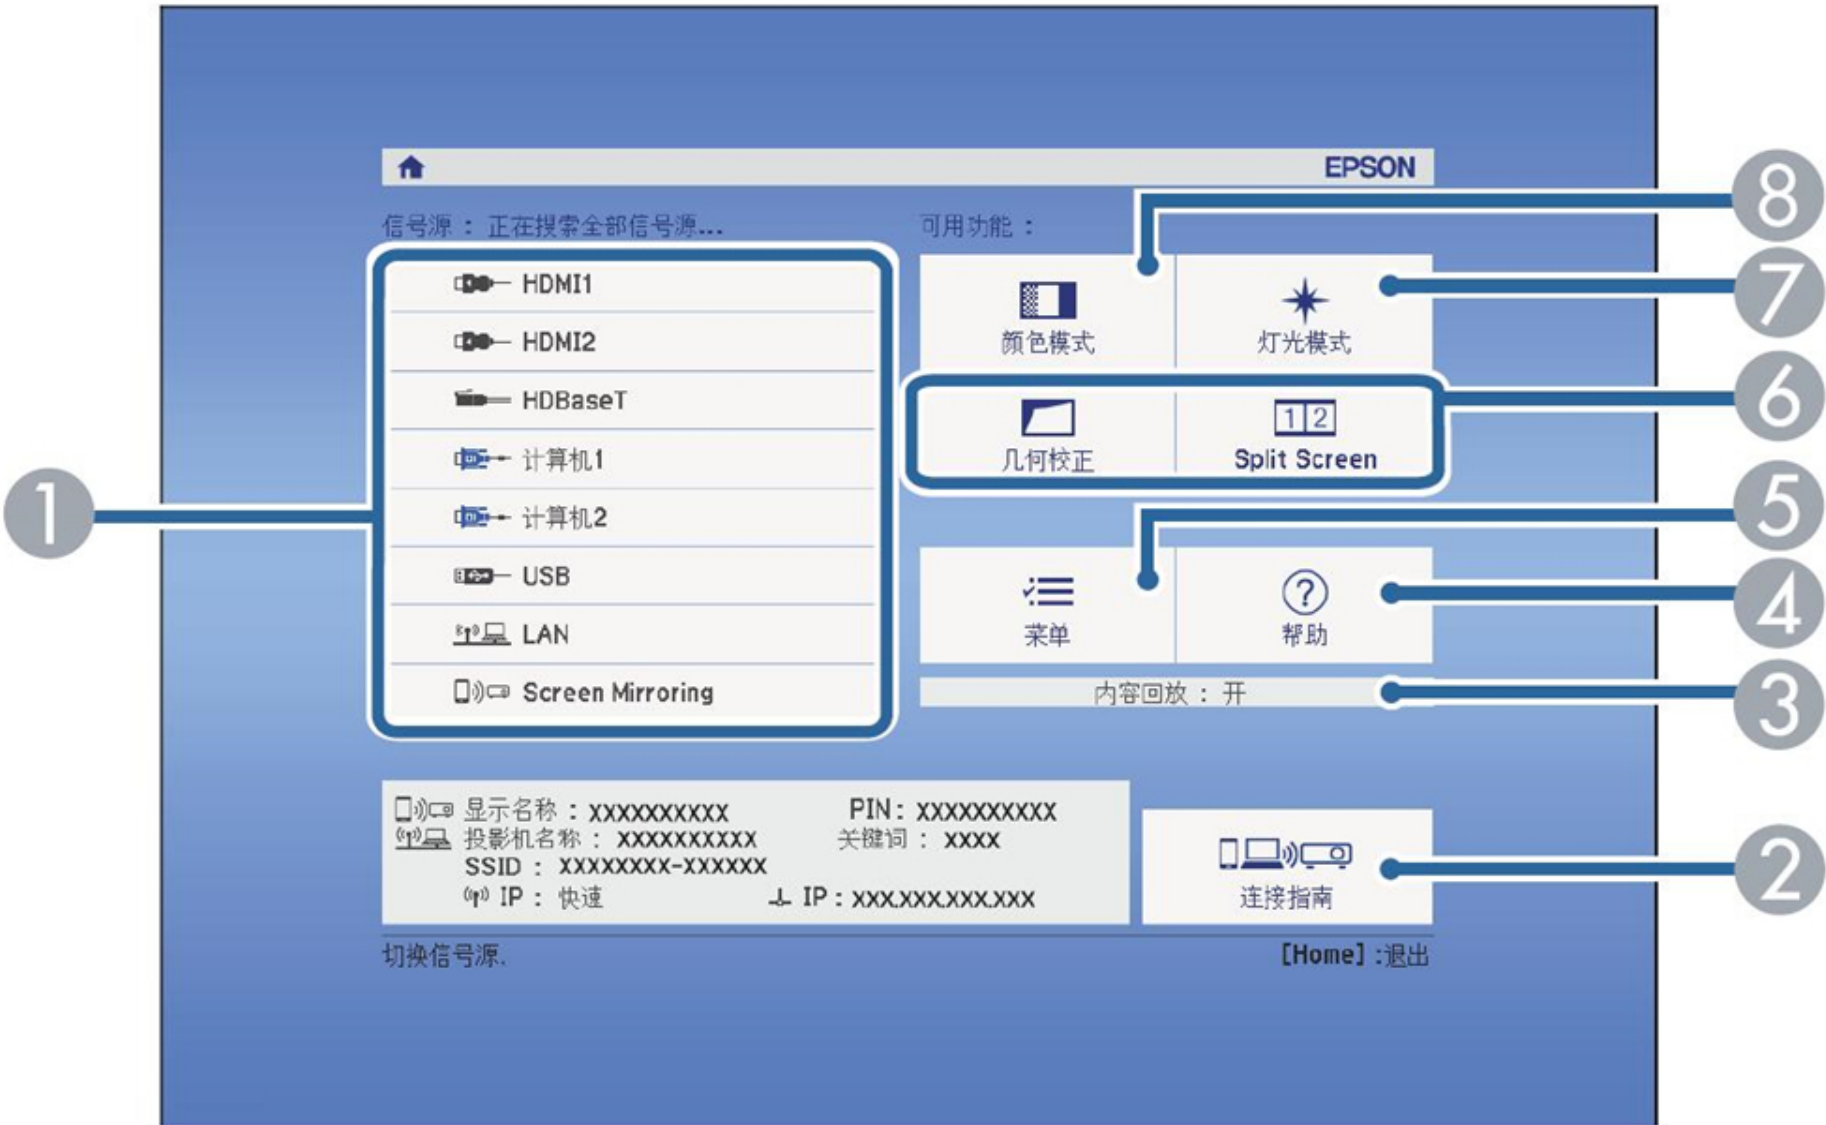 EPSON
信号源 : 正在搜索全部信号源...
HDMI1
HDMI2
HDBaseT
计算机1
计算机2
USB
LAN
Screen Mirroring
可用功能 :
颜色模式
灯光模式
几何校正
1 2
Split Screen
菜单
? 
帮助
内容回放 : 开
显示名称 : XXXXXXXXXX PIN : XXXXXXXXXX
投影机名称 : XXXXXXXXXX 关键词 : XXXX
SSID : XXXXXXXX-XXXXXX
IP : 快速 IP : XXX.XXX.XXX.XXX
连接指南
切换信号源.
[Home] :退出
1
8
7
6
5
4
3
2